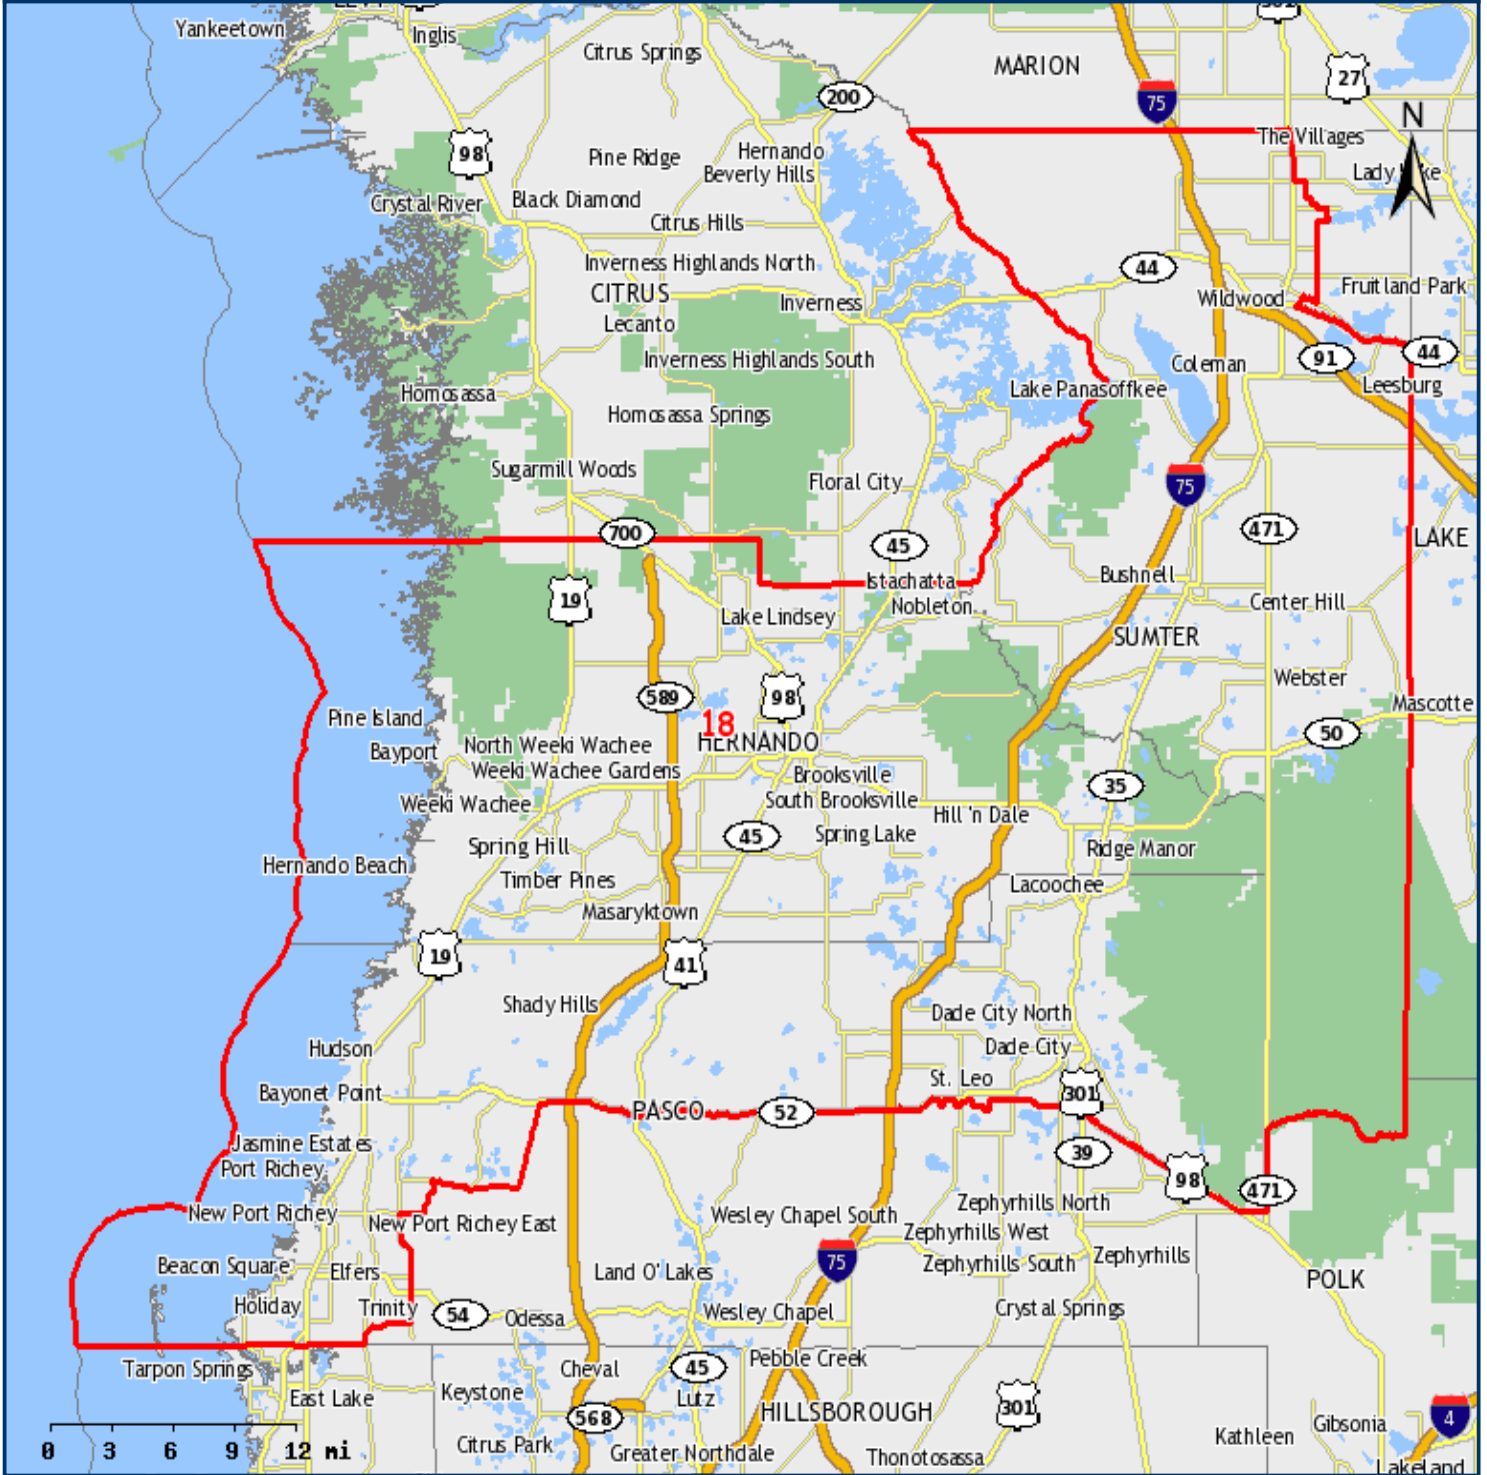 Yankeetown
Inglis
Citrus Springs
MARION
27
75
200
N
98
The Villages
Pine Ridge
Hernando
Beverly Hills
Crystal River
Black Diamond
Citrus Hills
Inverness Highlands North
44
CITRUS
Inverness
Wildwood
Fruitland Park
Lecanto
Inverness Highlands South
Coleman
91
44
Leesburg
Homosassa
Lake Panasoffkee
Homosassa Springs
Sugarmill Woods
Floral City
75
700
45
471
LAKE
Istachatta
Bushnell
19
Nobleton
Center Hill
Lake Lindsey
SUMTER
589
98
Webster
Mascotte
Pine Island
18
50
HERNANDO
Bayport
North Weeki Wachee
Weeki Wachee Gardens
Brooksville
35
Weeki Wachee
South Brooksville
Hill 'n Dale
45
Spring Lake
Spring Hill
Ridge Manor
Hernando Beach
Timber Pines
Lacoochee
Masaryktown
19
41
Shady Hills
Dade City North
Hudson
Dade City
St. Leo
Bayonet Point
301
PASCO
52
Jasmine Estates
39
Port Richey
98
471
New Port Richey
New Port Richey East
Wesley Chapel South
Zephyrhills North
Zephyrhills West
Beacon Square
Elfers
Land O' Lakes
75
Zephyrhills South
Zephyrhills
POLK
Holiday
Trinity
54
Odessa
Wesley Chapel
Crystal Springs
Tarpon Springs
Cheval
45
Pebble Creek
East Lake
Keystone
Lutz
HILLSBOROUGH
301
568
4
Gibsonia
Kathleen
0 3 6 9 12 mi
Citrus Park
Greater Northdale
Thonotosassa
Lakeland